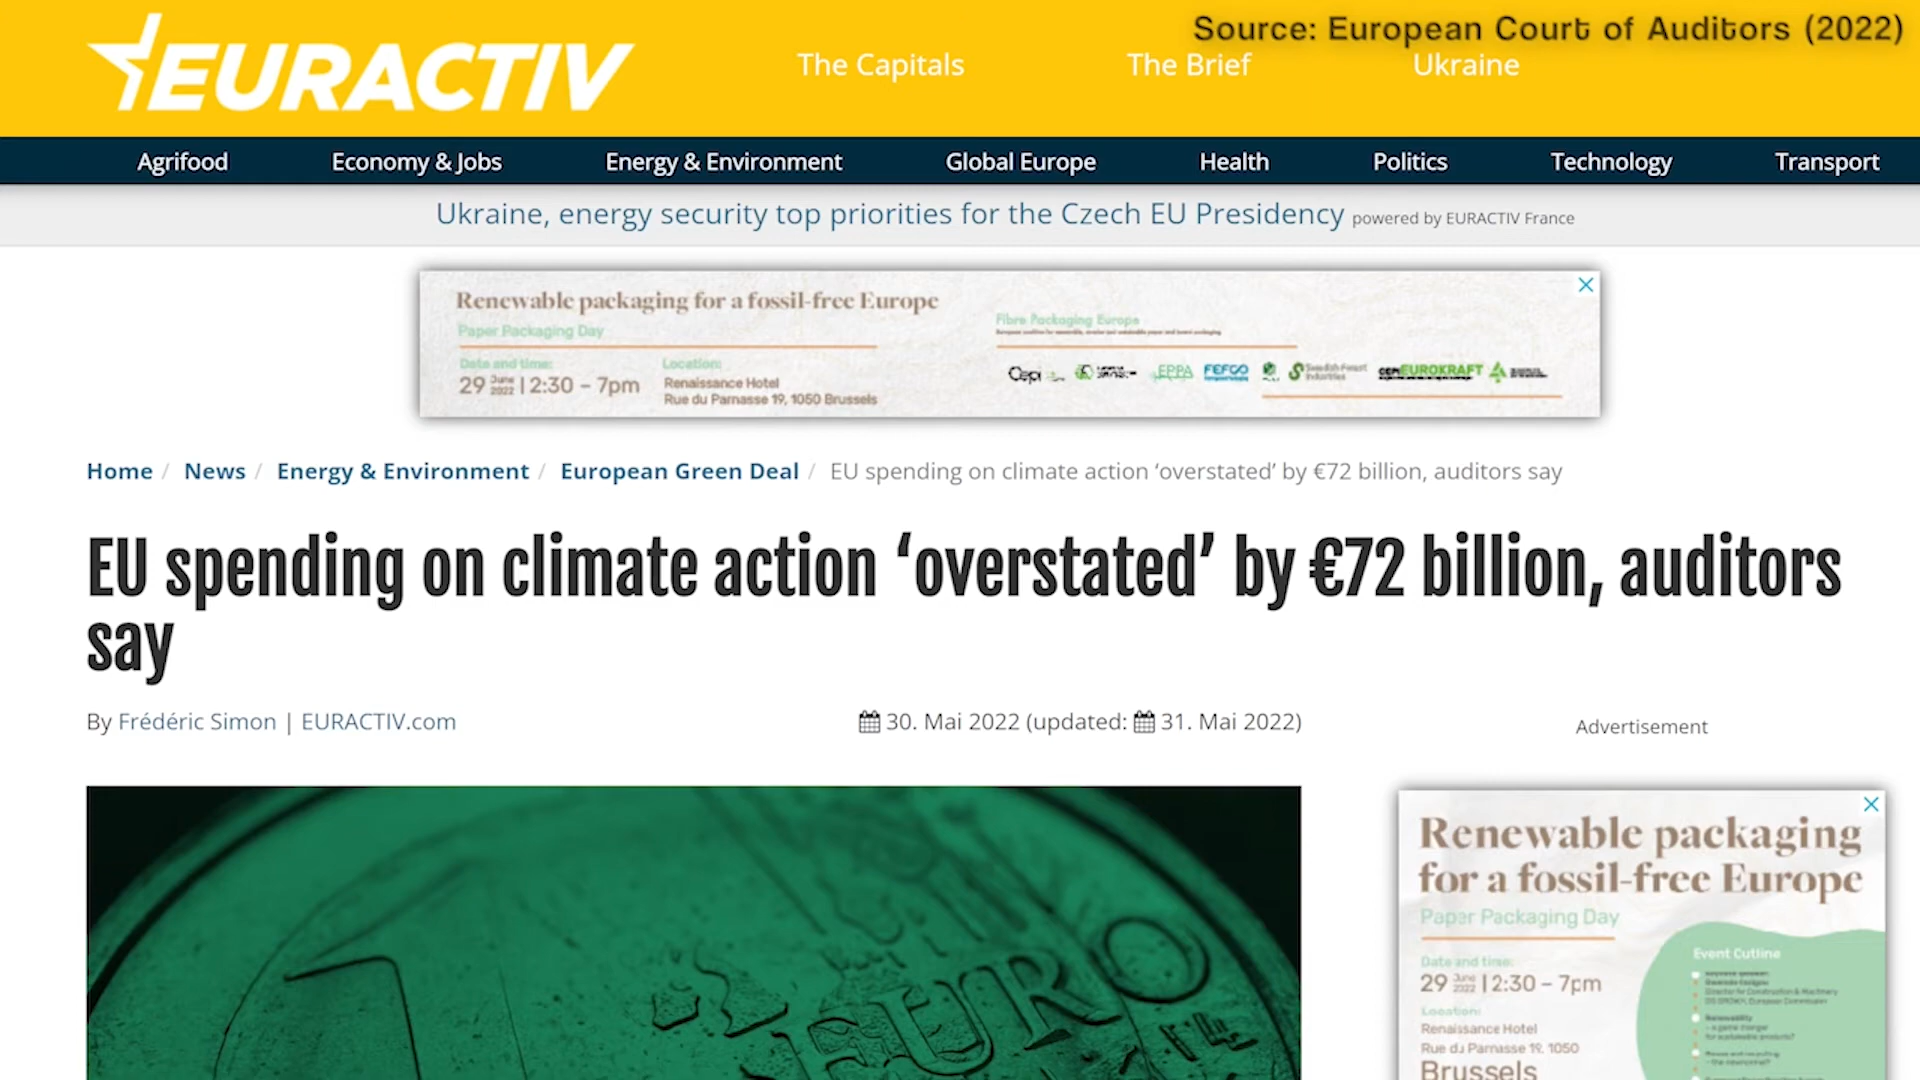 Source: European Court of Auditors (2022)
EURACTIV
The Capitals The Brief Ukraine
Agrifood Economy & Jobs Energy & Environment Global Europe Health Politics Technology Transport
Ukraine, energy security top priorities for the Czech EU Presidency powered by EURACTIV France
Renewable packaging for a fossil-free Europe
Paper Packaging Day
Date and time:
29 June 2022 | 2:30 – 7pm
Location:
Renaissance Hotel
Rue du Parnasse 19, 1050 Brussels
Fibre Packaging Europe
Cepi EPPA FEFCO Swedish Forest Industries EUROKRAFT
Home / News / Energy & Environment / European Green Deal / EU spending on climate action ‘overstated’ by €72 billion, auditors say
EU spending on climate action ‘overstated’ by €72 billion, auditors
say
By Frédéric Simon | EURACTIV.com
30. Mai 2022 (updated: 31. Mai 2022)
Advertisement
1 EURO
Renewable packaging
for a fossil-free Europe
Paper Packaging Day
Date and time:
29 June 2022 | 2:30 – 7pm
Location:
Renaissance Hotel
Rue du Parnasse 19, 1050
Brussels